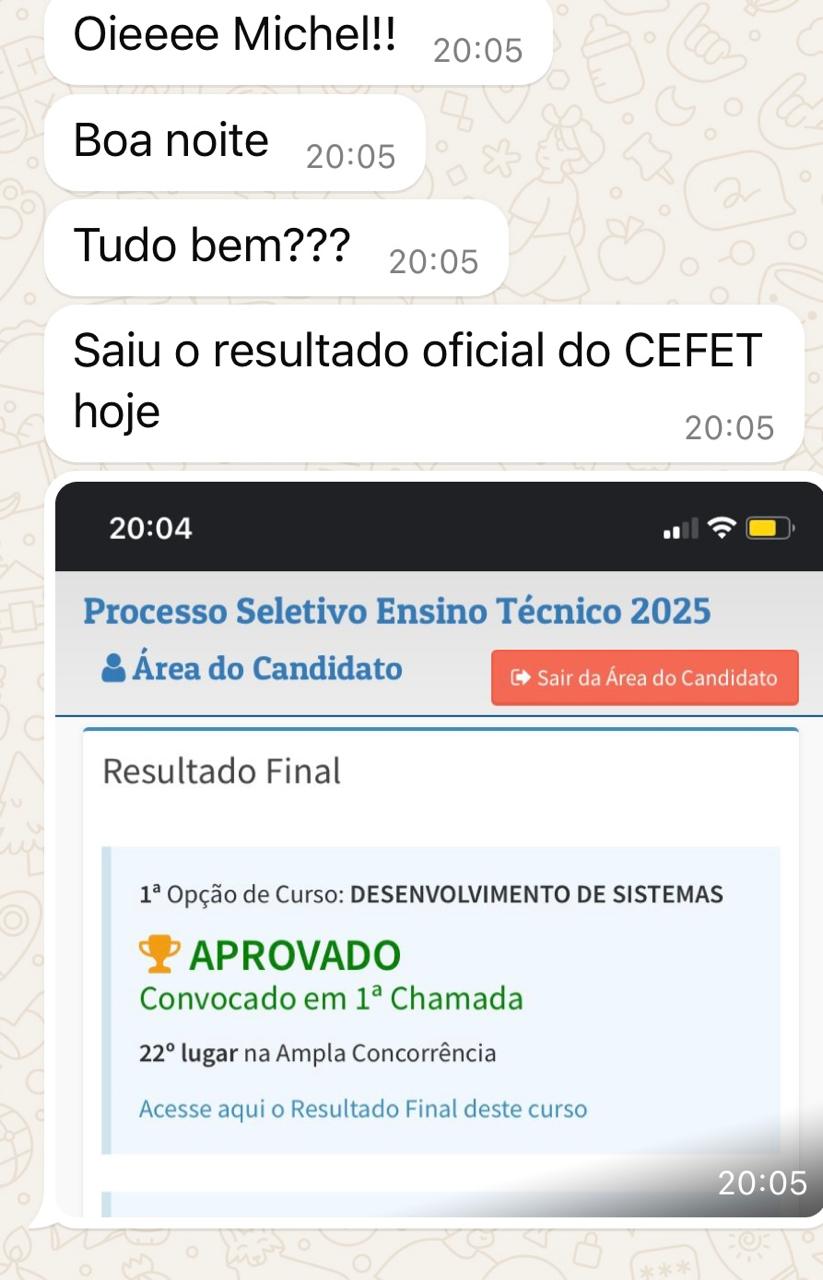 Oieeee Michel!! 20:05
Boa noite 20:05
Tudo bem??? 20:05
Saiu o resultado oficial do CEFET
hoje 20:05
20:04
Processo Seletivo Ensino Técnico 2025
Área do Candidato Sair da Área do Candidato
Resultado Final
1ª Opção de Curso: DESENVOLVIMENTO DE SISTEMAS
APROVADO
Convocado em 1ª Chamada
22º lugar na Ampla Concorrência
Acesse aqui o Resultado Final deste curso
20:05